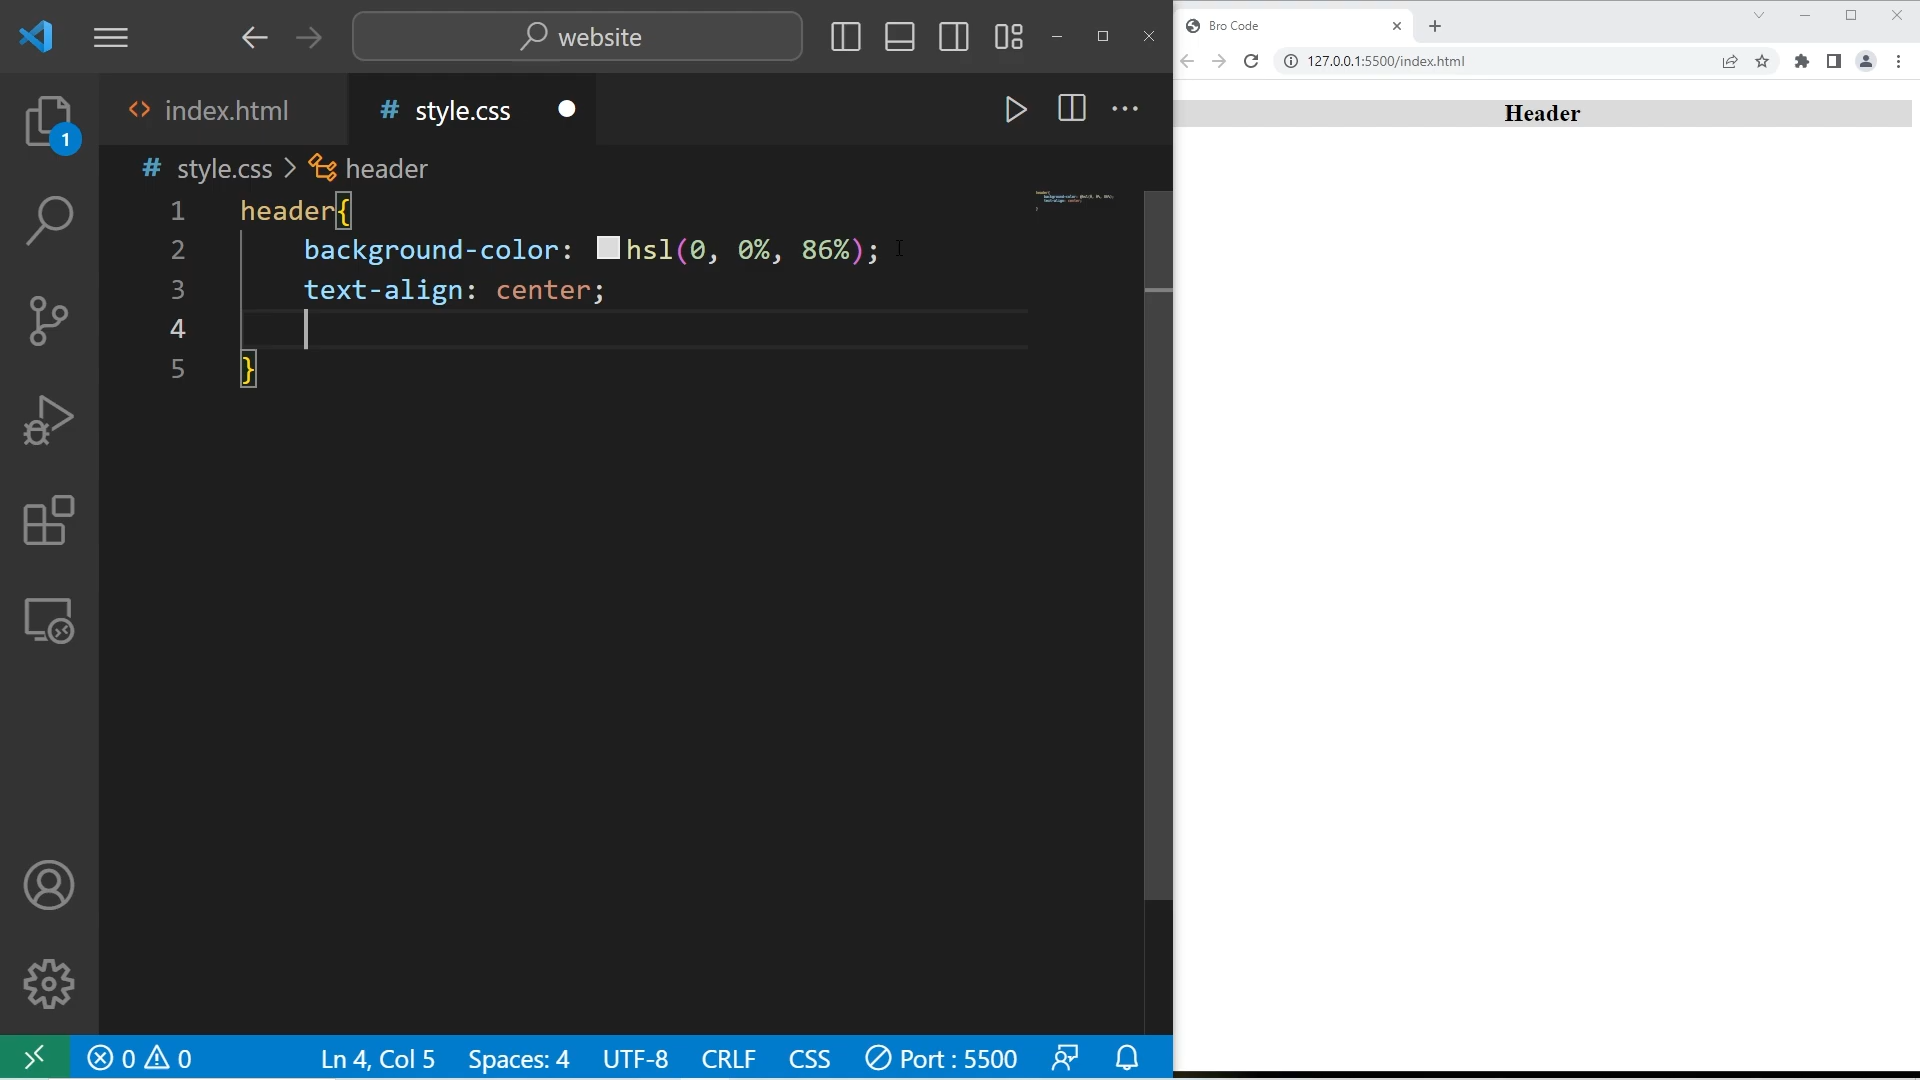 website
Bro Code
127.0.0.1:5500/index.html
index.html
# style.css
# style.css > header
1 header{
2 background-color: hsl(0, 0%, 86%);
3 text-align: center;
4
5 }
1
Header
0 0
Ln 4, Col 5
Spaces: 4
UTF-8
CRLF
CSS
Port : 5500